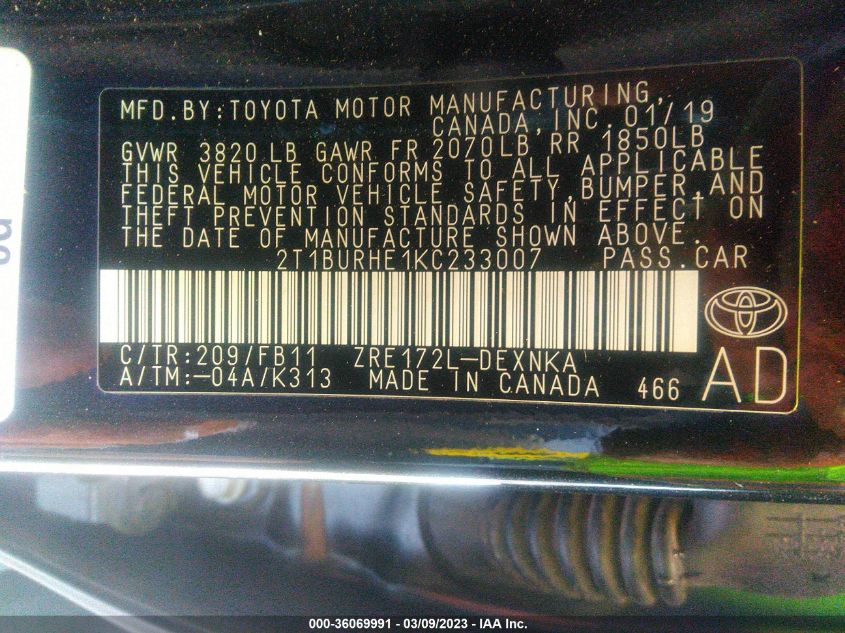 MFD.BY:TOYOTA MOTOR MANUFACTURING,
CANADA,INC. 01/19
GVWR 3820 LB GAWR FR 2070LB RR 1850LB
THIS VEHICLE CONFORMS TO ALL APPLICABLE
FEDERAL MOTOR VEHICLE SAFETY,BUMPER,AND
THEFT PREVENTION STANDARDS IN EFFECT ON
THE DATE OF MANUFACTURE SHOWN ABOVE.
2T1BURHE1KC233007 PASS.CAR
C/TR:209/FB11 ZRE172L-DEXNKA
A/TM:-04A/K313 MADE IN CANADA 466 AD
000-36069991 - 03/09/2023 - IAA Inc.